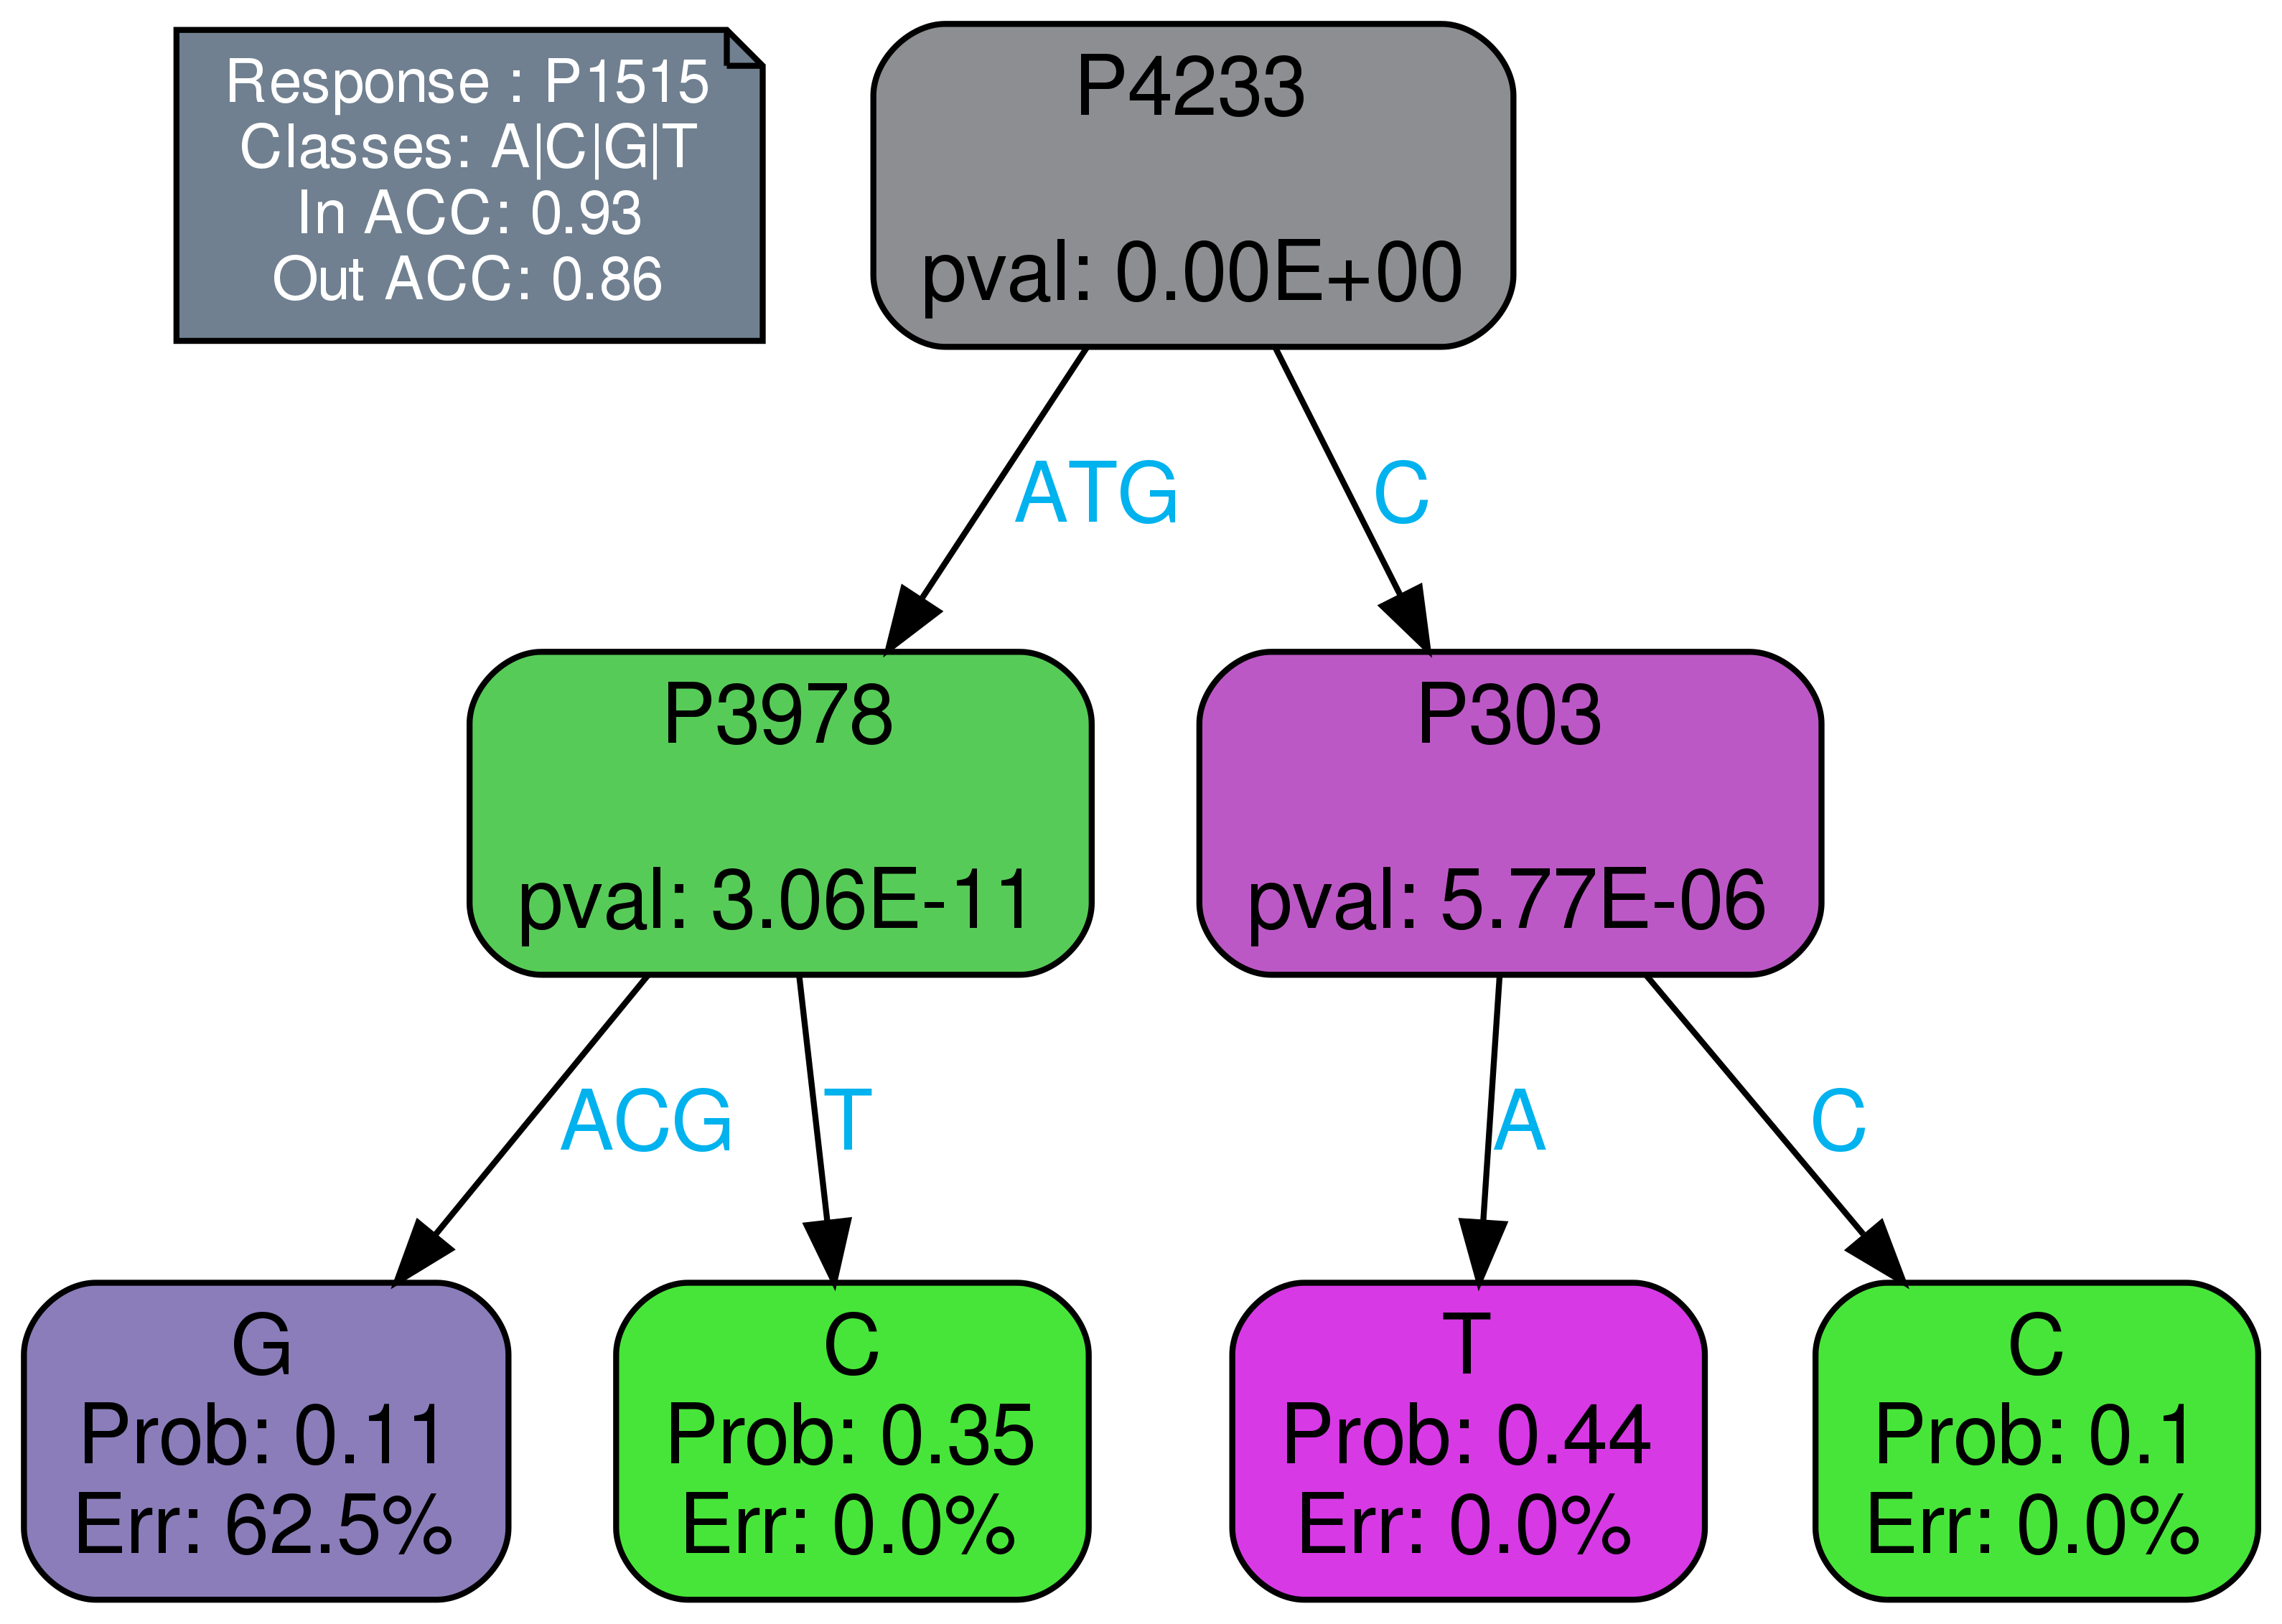 Response : P1515
Classes: A|C|G|T
In ACC: 0.93
Out ACC: 0.86
P4233
pval: 0.00E+00
ATG
C
P3978
pval: 3.06E-11
P303
pval: 5.77E-06
ACG
T
A
C
G
Prob: 0.11
Err: 62.5%
C
Prob: 0.35
Err: 0.0%
T
Prob: 0.44
Err: 0.0%
C
Prob: 0.1
Err: 0.0%